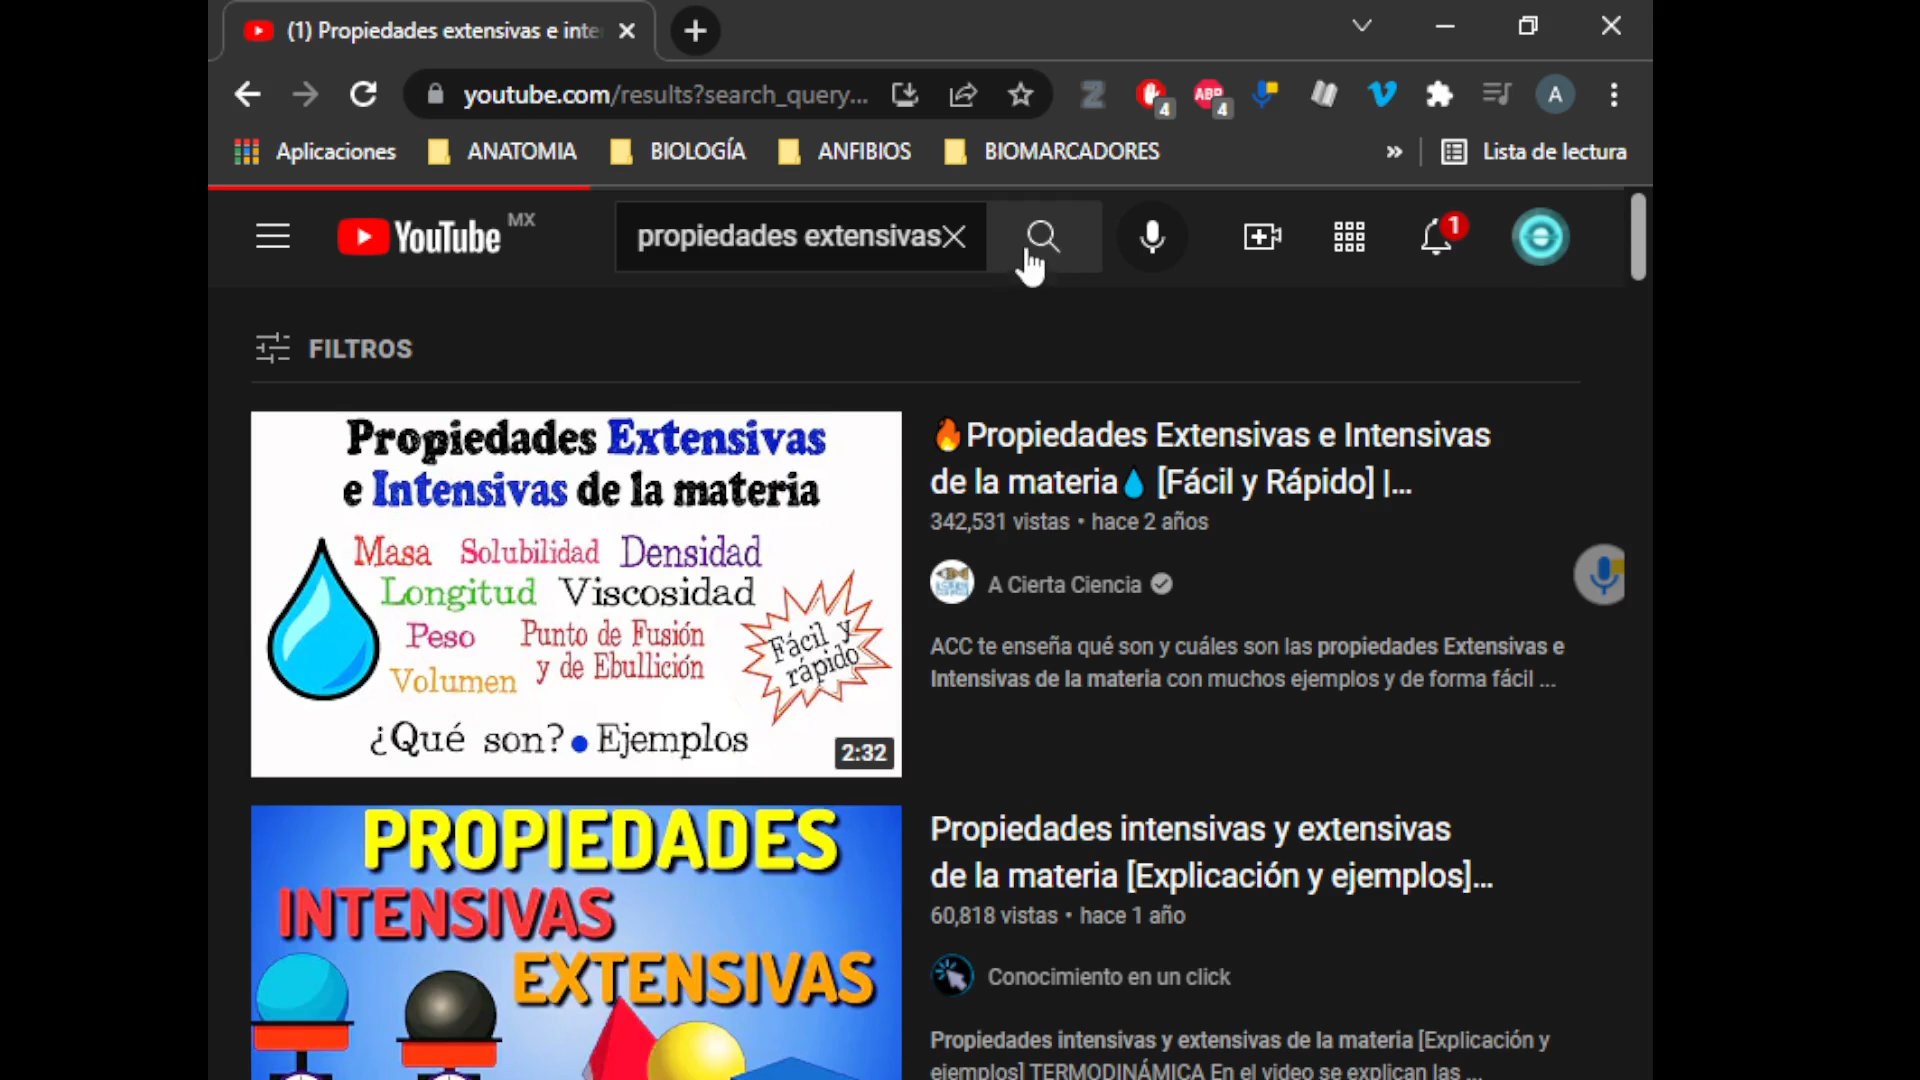 (1) Propiedades extensivas e inte
youtube.com/results?search_query...
4
ABP
4
A
Aplicaciones
ANATOMIA
BIOLOGÍA
ANFIBIOS
BIOMARCADORES
»
Lista de lectura
YouTube MX
propiedades extensivas
1
FILTROS
Propiedades Extensivas
e Intensivas de la materia
Masa Solubilidad Densidad
Longitud Viscosidad
Peso Punto de Fusión
y de Ebullición
Volumen
Fácil y
rápido
¿Qué son? • Ejemplos
2:32
🔥Propiedades Extensivas e Intensivas
de la materia💧 [Fácil y Rápido] |...
342,531 vistas • hace 2 años
A Cierta Ciencia
ACC te enseña qué son y cuáles son las propiedades Extensivas e
Intensivas de la materia con muchos ejemplos y de forma fácil ...
PROPIEDADES
INTENSIVAS
EXTENSIVAS
Propiedades intensivas y extensivas
de la materia [Explicación y ejemplos]...
60,818 vistas • hace 1 año
Conocimiento en un click
Propiedades intensivas y extensivas de la materia [Explicación y
ejemplos] TERMODINÁMICA En el video se explican las ...